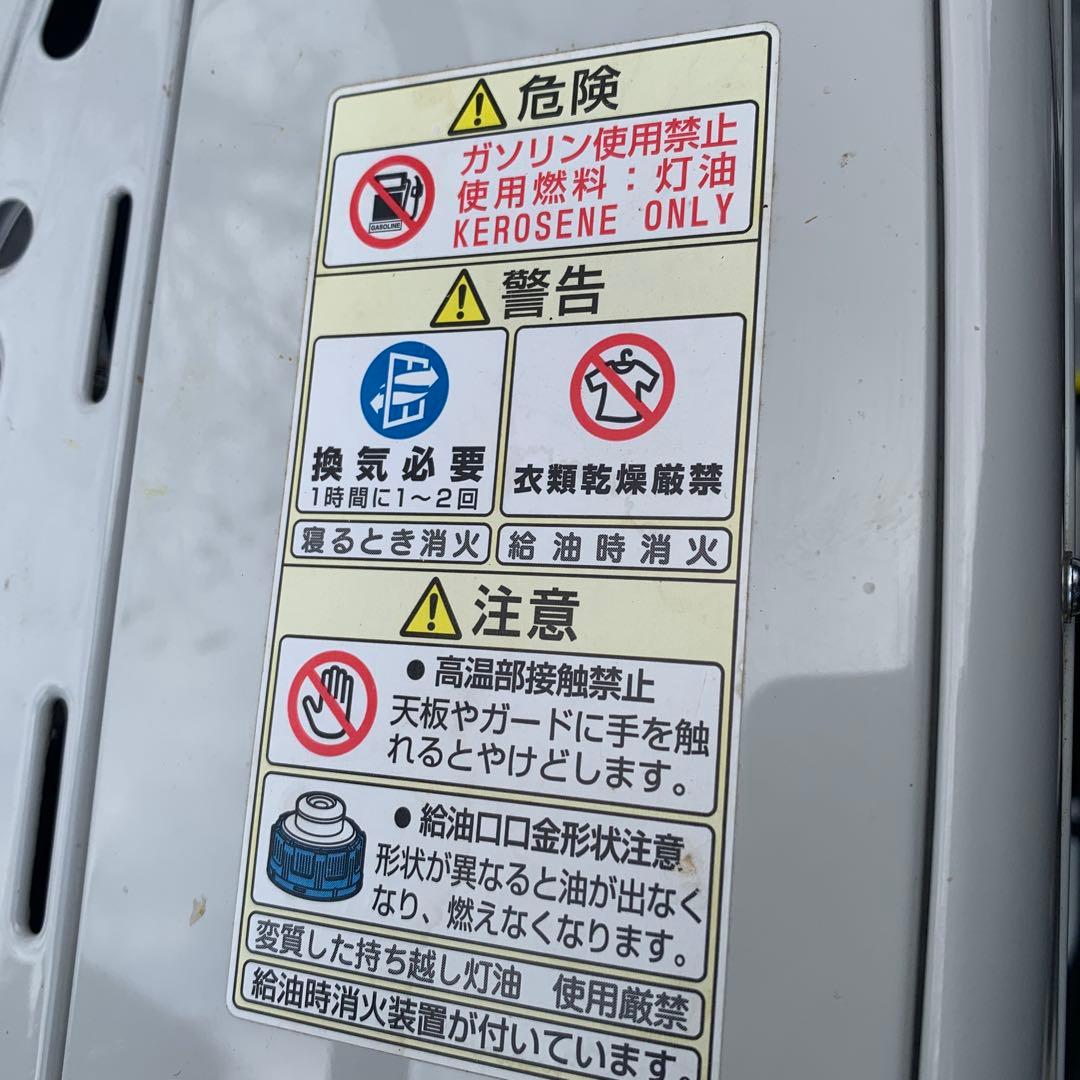 危険
ガソリン使用禁止
使用燃料：灯油
KEROSENE ONLY
GASOLINE
警告
換気必要
1時間に1～2回
衣類乾燥厳禁
寝るとき消火
給油時消火
注意
● 高温部接触禁止
天板やガードに手を触
れるとやけどします。
● 給油口口金形状注意
形状が異なると油が出なく
なり、燃えなくなります。
変質した持ち越し灯油 使用厳禁
給油時消火装置が付いています。